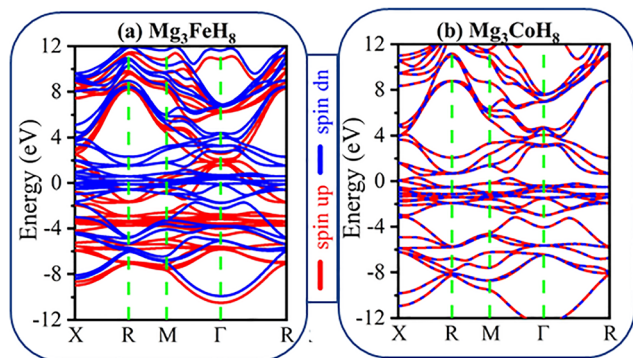 (a) Mg₃FeH₈
Energy (eV)
12
8
4
0
-4
-8
-12
X R M Γ R
spin up spin dn
(b) Mg₃CoH₈
Energy (eV)
12
8
4
0
-4
-8
-12
X R M Γ R